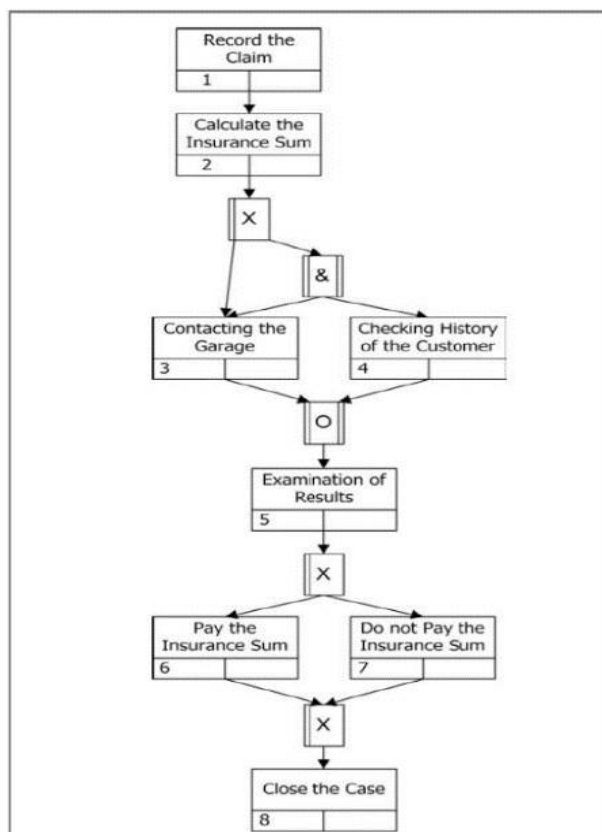 Record the
Claim
1
Calculate the
Insurance Sum
2
X
&
Contacting the
Garage
3
Checking History
of the Customer
4
O
Examination of
Results
5
X
Pay the
Insurance Sum
6
Do not Pay the
Insurance Sum
7
X
Close the Case
8